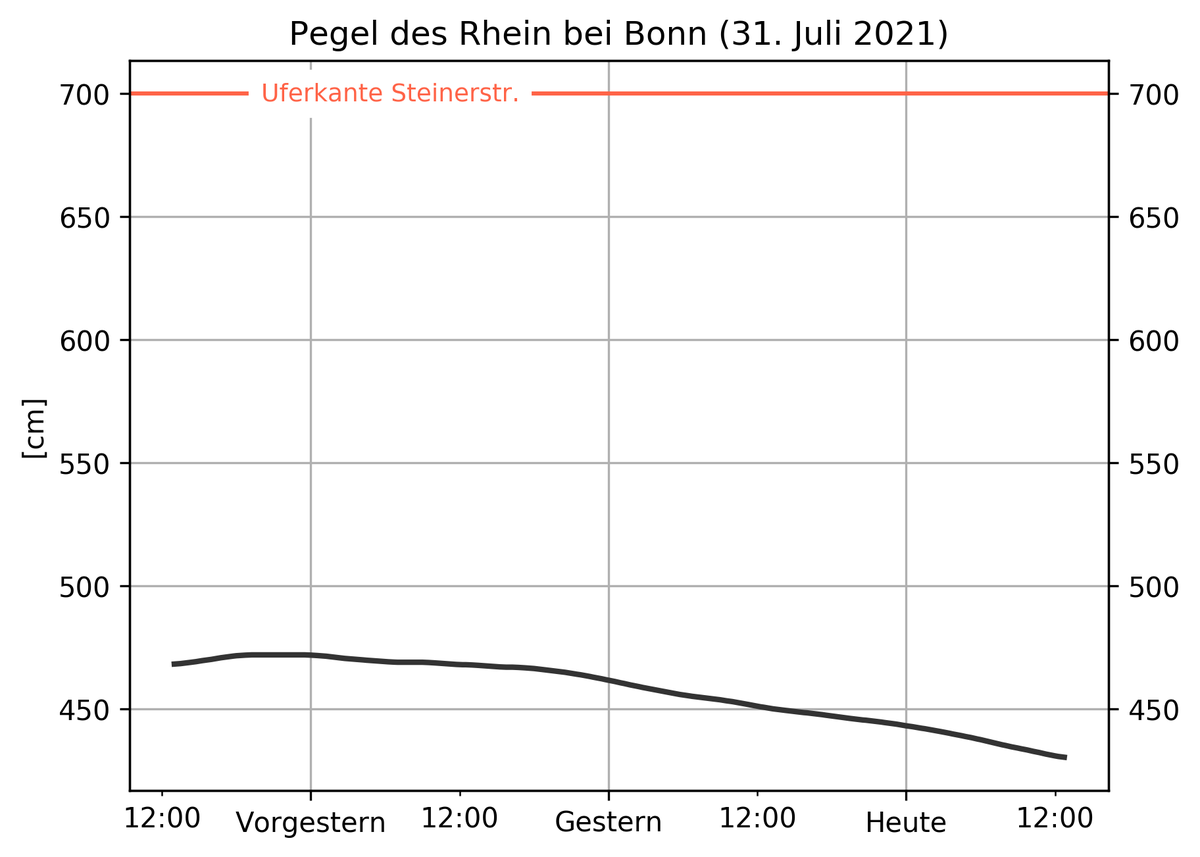 Pegel des Rhein bei Bonn (31. Juli 2021)
Uferkante Steinerstr.
700 700
650 650
600 600
[cm]
550 550
500 500
450 450
12:00 Vorgestern 12:00 Gestern 12:00 Heute 12:00